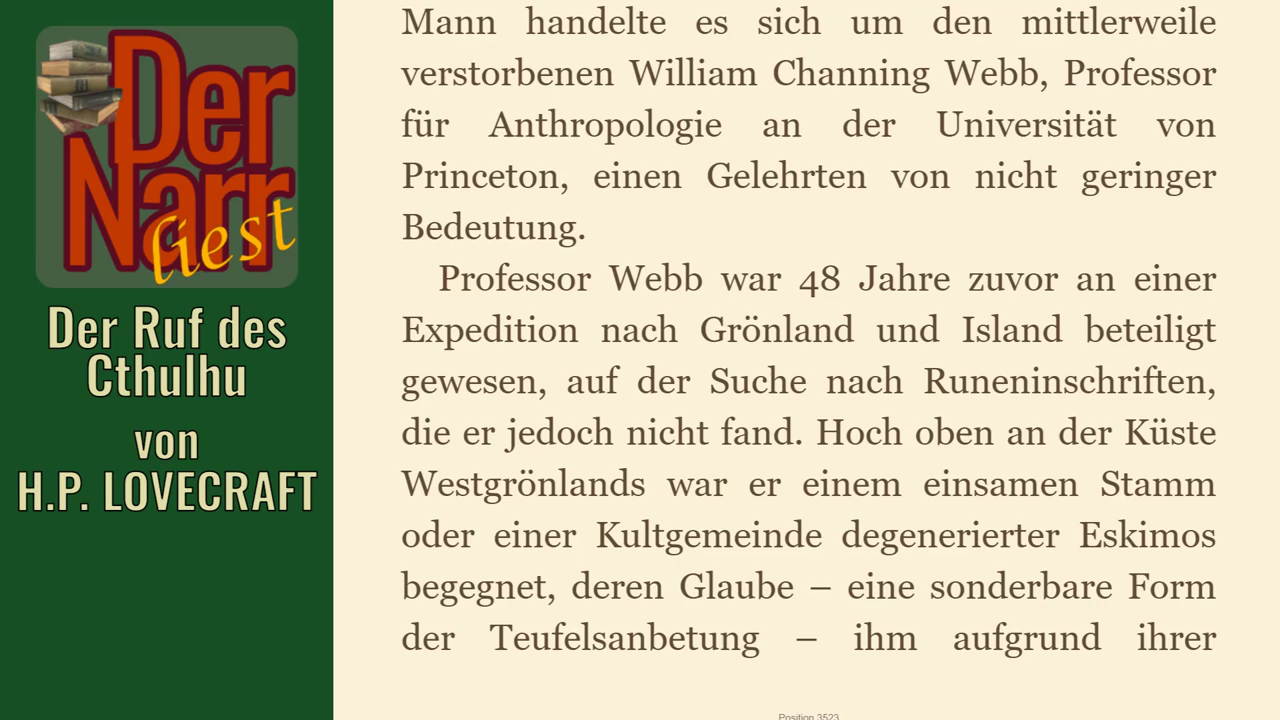 Der
Narr
liest
Der Ruf des
Cthulhu
von
H.P. LOVECRAFT
Mann handelte es sich um den mittlerweile
verstorbenen William Channing Webb, Professor
für Anthropologie an der Universität von
Princeton, einen Gelehrten von nicht geringer
Bedeutung.
Professor Webb war 48 Jahre zuvor an einer
Expedition nach Grönland und Island beteiligt
gewesen, auf der Suche nach Runeninschriften,
die er jedoch nicht fand. Hoch oben an der Küste
Westgrönlands war er einem einsamen Stamm
oder einer Kultgemeinde degenerierter Eskimos
begegnet, deren Glaube – eine sonderbare Form
der Teufelsanbetung – ihm aufgrund ihrer
Position 3523